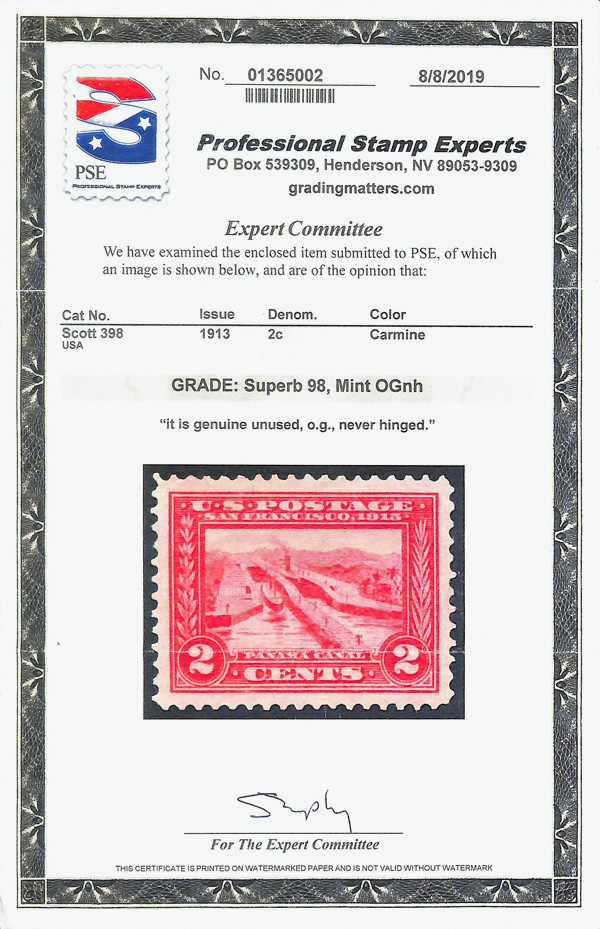 No. 01365002 8/8/2019
PSE
PROFESSIONAL STAMP EXPERTS
Professional Stamp Experts
PO Box 539309, Henderson, NV 89053-9309
gradingmatters.com
Expert Committee
We have examined the enclosed item submitted to PSE, of which
an image is shown below, and are of the opinion that:
Cat No. Issue Denom. Color
Scott 398 1913 2c Carmine
USA
GRADE: Superb 98, Mint OGnh
“it is genuine unused, o.g., never hinged.”
·U·S·POSTAGE·
SAN FRANCISCO, 1915·
PANAMA CANAL
2 · CENTS · 2
For The Expert Committee
THIS CERTIFICATE IS PRINTED ON WATERMARKED PAPER AND IS NOT VALID WITHOUT WATERMARK